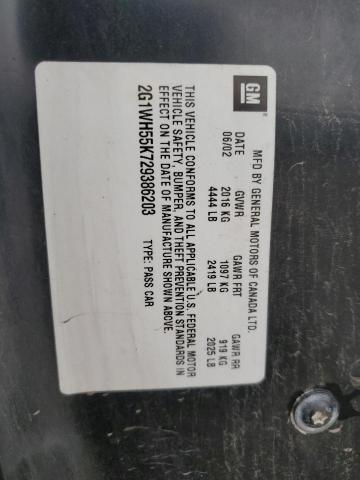 GM
MFD BY GENERAL MOTORS OF CANADA LTD.
DATE GVWR GAWR FRT GAWR RR
06/02 2016 KG 1097 KG 919 KG
4444 LB 2419 LB 2025 LB
THIS VEHICLE CONFORMS TO ALL APPLICABLE U.S. FEDERAL MOTOR
VEHICLE SAFETY, BUMPER, AND THEFT PREVENTION STANDARDS IN
EFFECT ON THE DATE OF MANUFACTURE SHOWN ABOVE.
2G1WH55K729386203 TYPE: PASS CAR